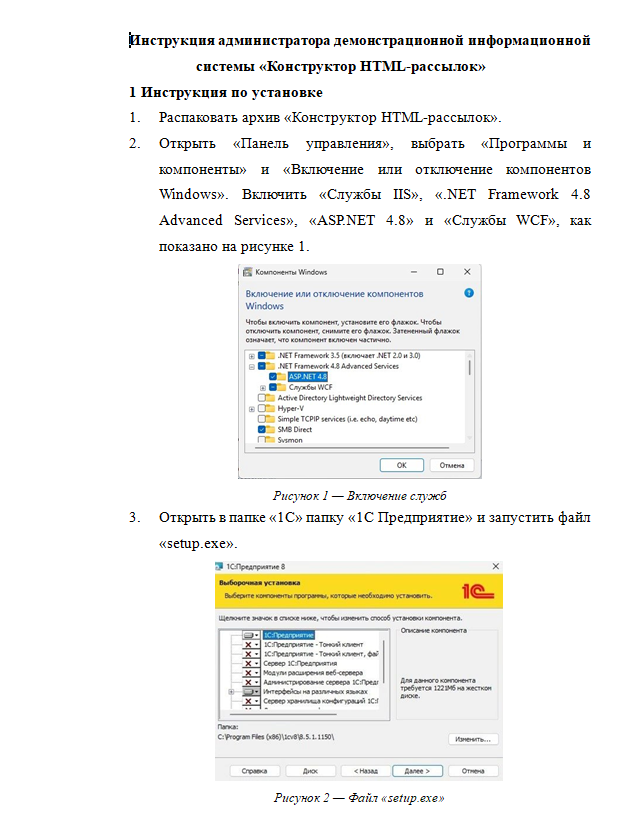 Инструкция администратора демонстрационной информационной
системы «Конструктор HTML-рассылок»
1 Инструкция по установке
1. Распаковать архив «Конструктор HTML-рассылок».
2. Открыть «Панель управления», выбрать «Программы и
компоненты» и «Включение или отключение компонентов
Windows». Включить «Службы IIS», «.NET Framework 4.8
Advanced Services», «ASP.NET 4.8» и «Службы WCF», как
показано на рисунке 1.
Компоненты Windows
Включение или отключение компонентов
Windows
Чтобы включить компонент, установите его флажок. Чтобы
отключить компонент, снимите его флажок. Затененный флажок
означает, что компонент включен частично.
.NET Framework 3.5 (включает .NET 2.0 и 3.0)
.NET Framework 4.8 Advanced Services
ASP.NET 4.8
Службы WCF
Active Directory Lightweight Directory Services
Hyper-V
Simple TCPIP services (i.e. echo, daytime etc)
SMB Direct
Sysmon
ОК Отмена
Рисунок 1 — Включение служб
3. Открыть в папке «1С» папку «1С Предприятие» и запустить файл
«setup.exe».
1С:Предприятие 8
Выборочная установка
Выберите компоненты программы, которые необходимо установить.
1С
Щелкните значок в списке ниже, чтобы изменить способ установки компонента.
1С:Предприятие
1С:Предприятие - Тонкий клиент
1С:Предприятие - Тонкий клиент, фай
Сервер 1С:Предприятия
Модули расширения веб-сервера
Администрирование сервера 1С:Предг
Интерфейсы на различных языках
Сервер хранилища конфигураций 1С:Г
Описание компонента
Для данного компонента
требуется 1221Мб на жестком
диске.
Папка:
C:\Program Files (x86)\1cv8\8.5.1.1150\
Изменить...
Справка Диск < Назад Далее > Отмена
Рисунок 2 — Файл «setup.exe»